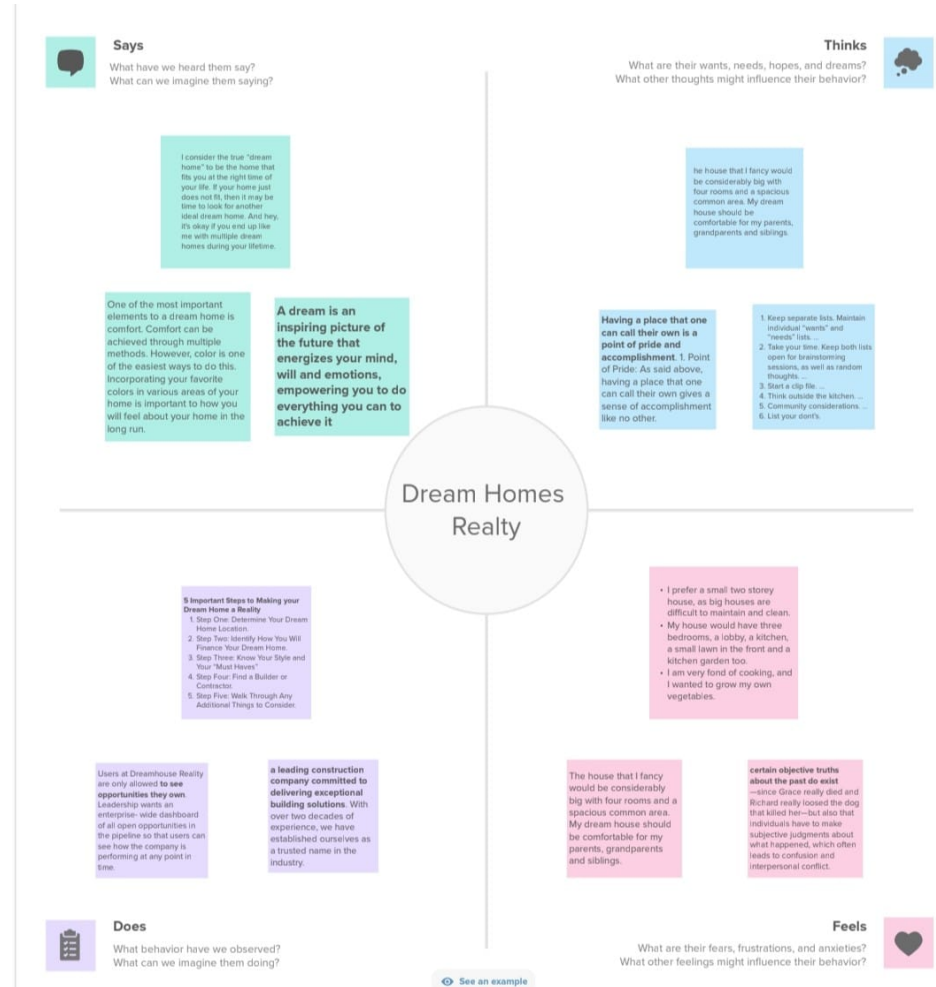 Says
What have we heard them say?
What can we imagine them saying?
Thinks
What are their wants, needs, hopes, and dreams?
What other thoughts might influence their behavior?
I consider the true "dream
home" to be the home that
fits you at the right time of
your life. If your home just
does not fit, then it may be
time to look for another
ideal dream home. And hey,
it's okay if you end up like
me with multiple dream
homes during your lifetime.
One of the most important
elements to a dream home is
comfort. Comfort can be
achieved through multiple
methods. However, color is one
of the easiest ways to do this.
Incorporating your favorite
colors in various areas of your
home is important to how you
will feel about your home in the
long run.
A dream is an
inspiring picture of
the future that
energizes your mind,
will and emotions,
empowering you to do
everything you can to
achieve it
he house that I fancy would
be considerably big with
four rooms and a spacious
common area. My dream
house should be
comfortable for my parents,
grandparents and siblings.
Having a place that one
can call their own is a
point of pride and
accomplishment. 1. Point
of Pride: As said above,
having a place that one
can call their own gives a
sense of accomplishment
like no other.
1. Keep separate lists. Maintain
individual "wants" and
"needs" lists. ...
2. Take your time. Keep both lists
open for brainstorming
sessions, as well as random
thoughts. ...
3. Start a clip file. ...
4. Think outside the kitchen. ...
5. Community considerations. ...
6. List your dont's.
Dream Homes
Realty
5 Important Steps to Making your
Dream Home a Reality
1. Step One: Determine Your Dream
Home Location.
2. Step Two: Identify How You Will
Finance Your Dream Home.
3. Step Three: Know Your Style and
Your "Must Haves"
4. Step Four: Find a Builder or
Contractor.
5. Step Five: Walk Through Any
Additional Things to Consider.
Users at Dreamhouse Reality
are only allowed to see
opportunities they own.
Leadership wants an
enterprise- wide dashboard
of all open opportunities in
the pipeline so that users can
see how the company is
performing at any point in
time.
a leading construction
company committed to
delivering exceptional
building solutions. With
over two decades of
experience, we have
established ourselves as
a trusted name in the
industry.
• I prefer a small two storey
house, as big houses are
difficult to maintain and clean.
• My house would have three
bedrooms, a lobby, a kitchen,
a small lawn in the front and a
kitchen garden too.
• I am very fond of cooking, and
I wanted to grow my own
vegetables.
The house that I fancy
would be considerably
big with four rooms and a
spacious common area.
My dream house should
be comfortable for my
parents, grandparents
and siblings.
certain objective truths
about the past do exist
—since Grace really died and
Richard really loosed the dog
that killed her—but also that
individuals have to make
subjective judgments about
what happened, which often
leads to confusion and
interpersonal conflict.
Does
What behavior have we observed?
What can we imagine them doing?
Feels
What are their fears, frustrations, and anxieties?
What other feelings might influence their behavior?
See an example